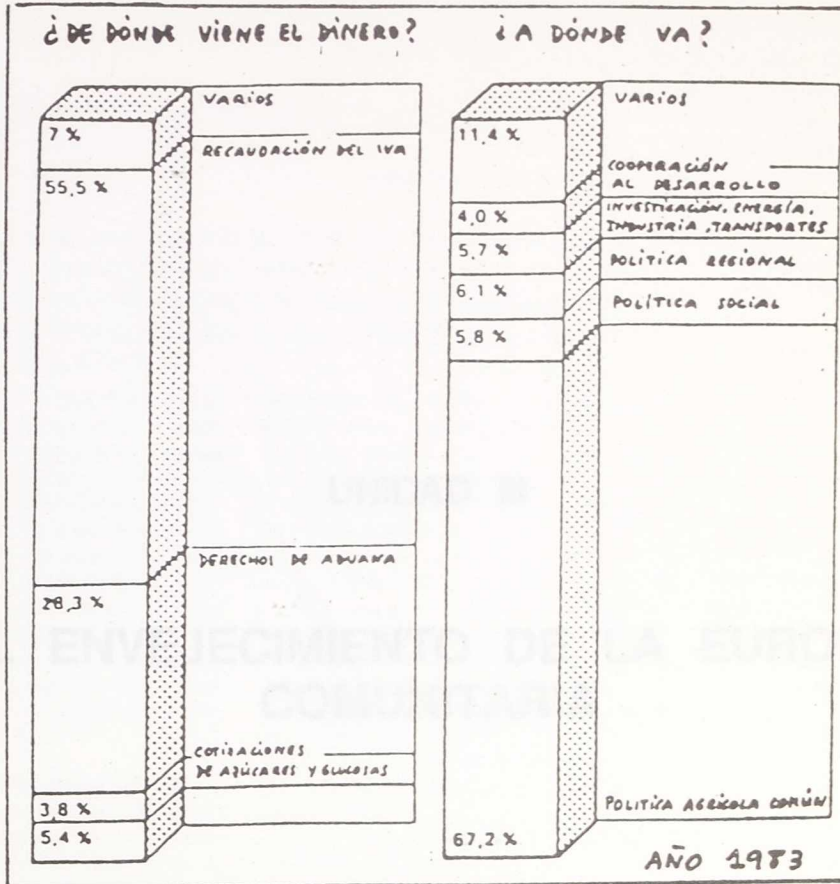 ¿DE DÓNDE VIENE EL DINERO?
VARIOS
7 %
RECAUDACIÓN DEL IVA
55,5 %
DERECHOS DE ADUANA
28,3 %
COTIZACIONES
DE AZÚCARES Y GLUCOSAS
3,8 %
5,4 %
¿A DÓNDE VA?
VARIOS
11,4 %
COOPERACIÓN
AL DESARROLLO
4,0 %
INVESTIGACIÓN, ENERGÍA,
INDUSTRIA, TRANSPORTES
5,7 %
POLÍTICA REGIONAL
6,1 %
POLÍTICA SOCIAL
5,8 %
POLITICA AGRÍCOLA COMÚN
67,2 %
AÑO 1983
UNIDAD
ENVEJECIMIENTO DE LA EURO
COMUNITARIA